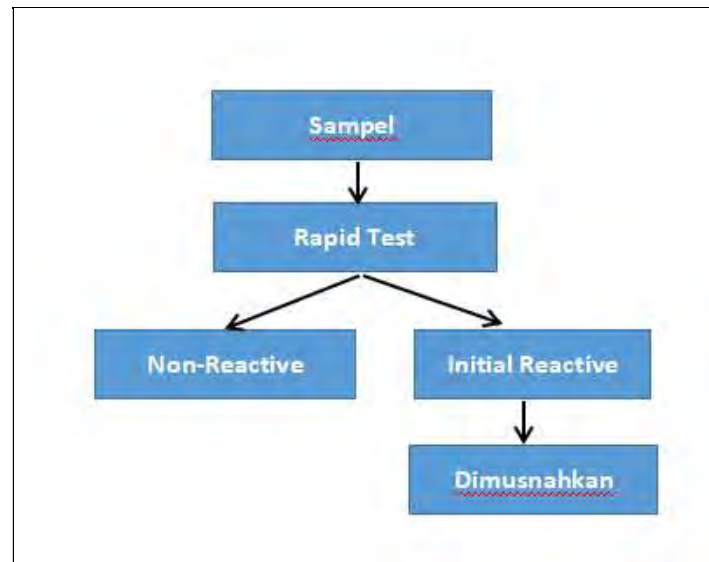 Sampel
Rapid Test
Non-Reactive
Initial Reactive
Dimusnahkan